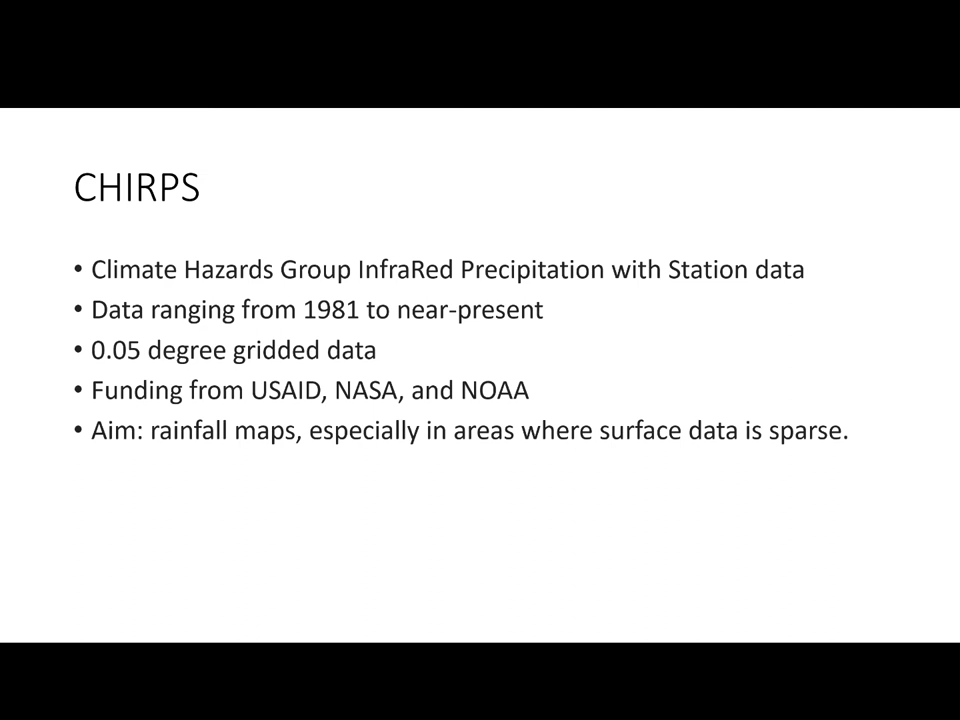 CHIRPS
• Climate Hazards Group InfraRed Precipitation with Station data
• Data ranging from 1981 to near-present
• 0.05 degree gridded data
• Funding from USAID, NASA, and NOAA
• Aim: rainfall maps, especially in areas where surface data is sparse.